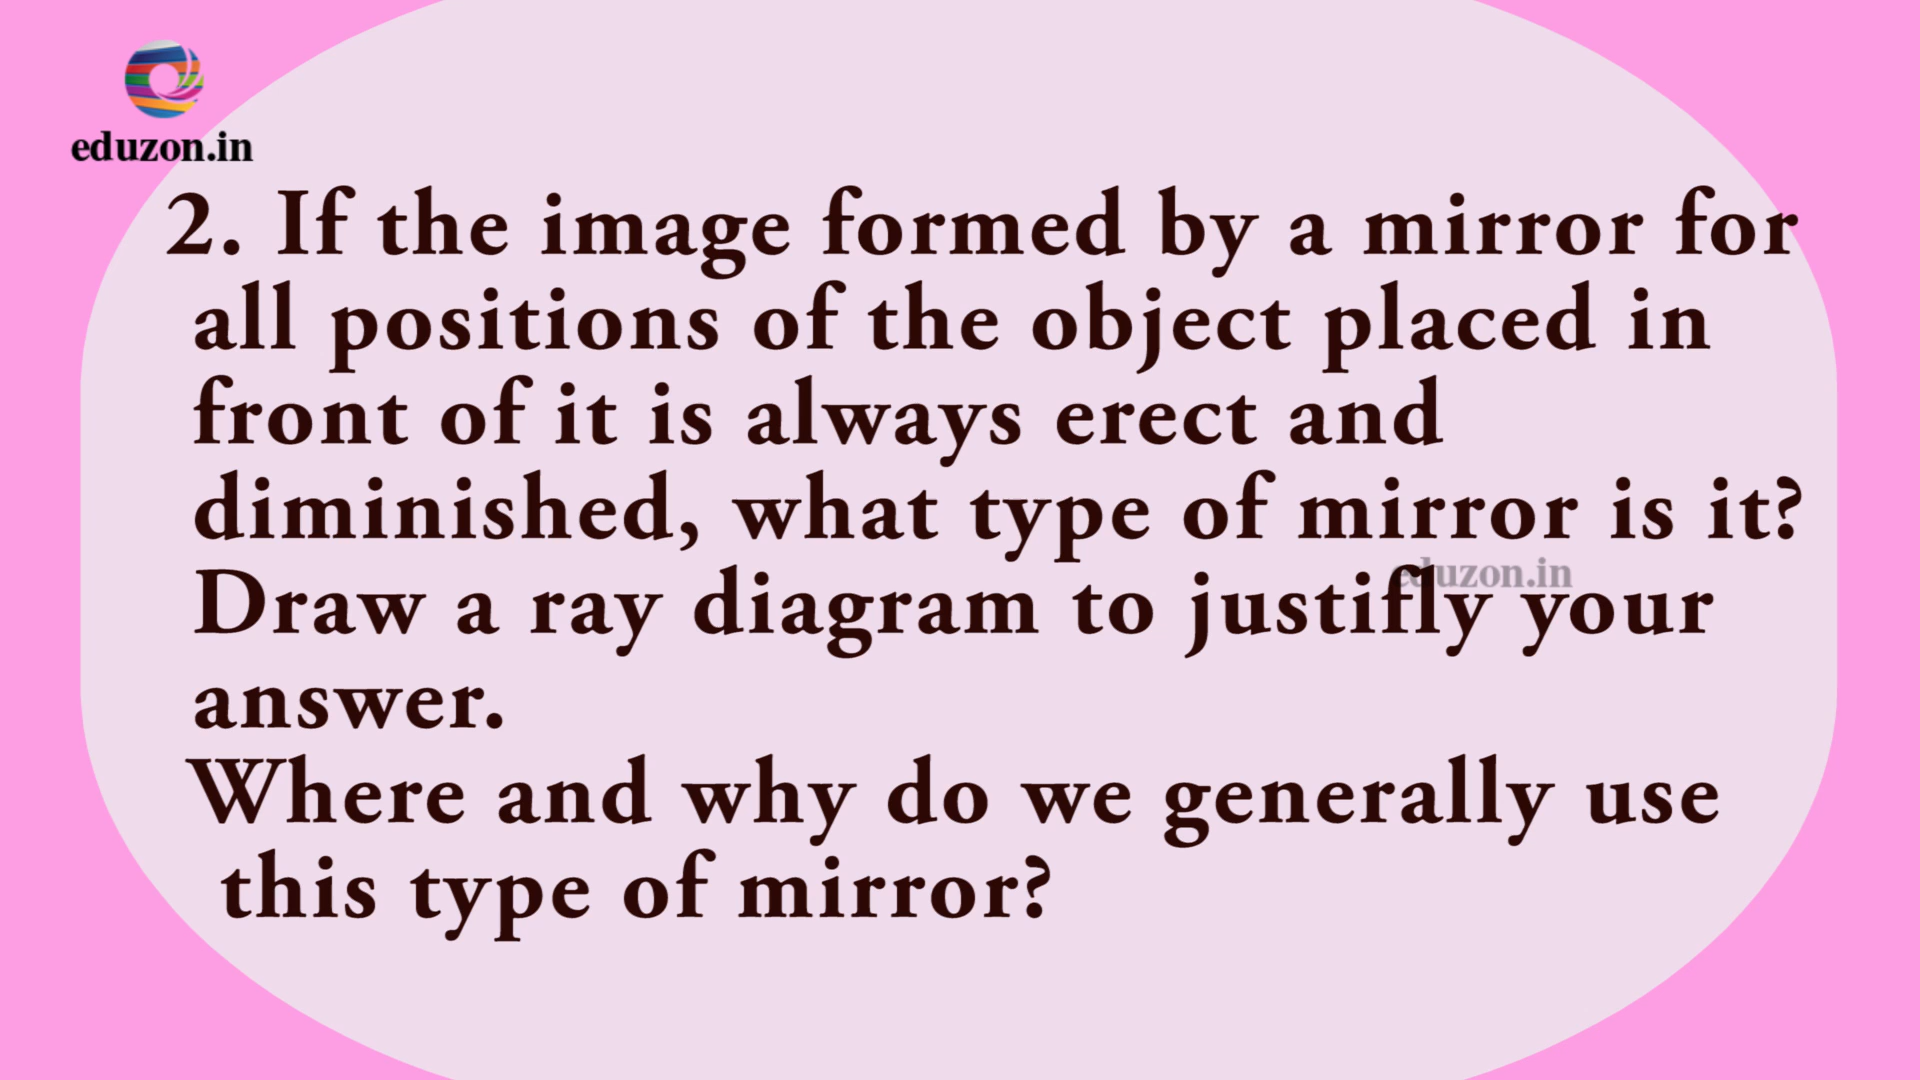 eduzon.in
2. If the image formed by a mirror for
all positions of the object placed in
front of it is always erect and
diminished, what type of mirror is it?
eduzon.in
Draw a ray diagram to justifly your
answer.
Where and why do we generally use
this type of mirror?